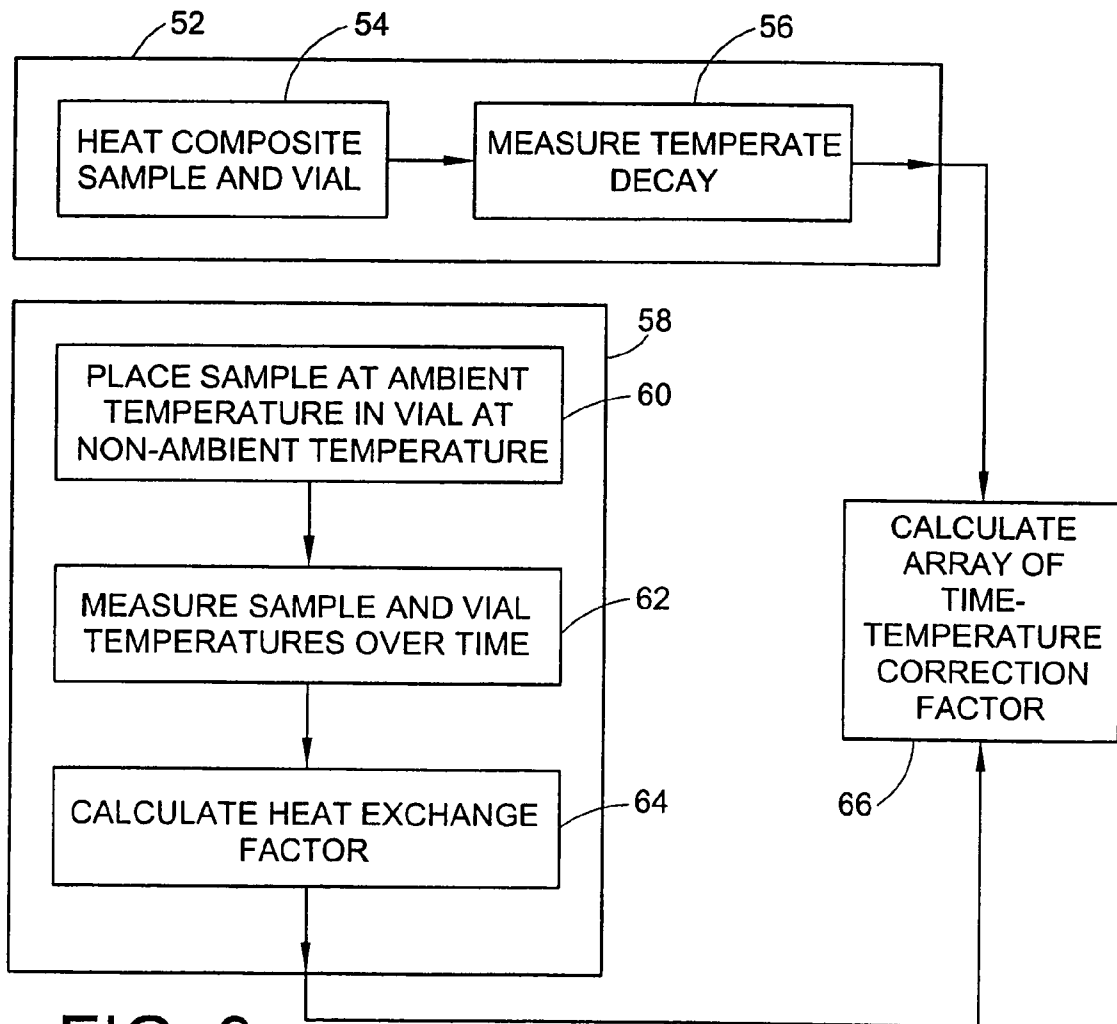 52
54
56
HEAT COMPOSITE
SAMPLE AND VIAL
MEASURE TEMPERATE
DECAY
58
PLACE SAMPLE AT AMBIENT
TEMPERATURE IN VIAL AT
NON-AMBIENT TEMPERATURE
60
MEASURE SAMPLE AND VIAL
TEMPERATURES OVER TIME
62
CALCULATE HEAT EXCHANGE
FACTOR
64
CALCULATE
ARRAY OF
TIME-
TEMPERATURE
CORRECTION
FACTOR
66